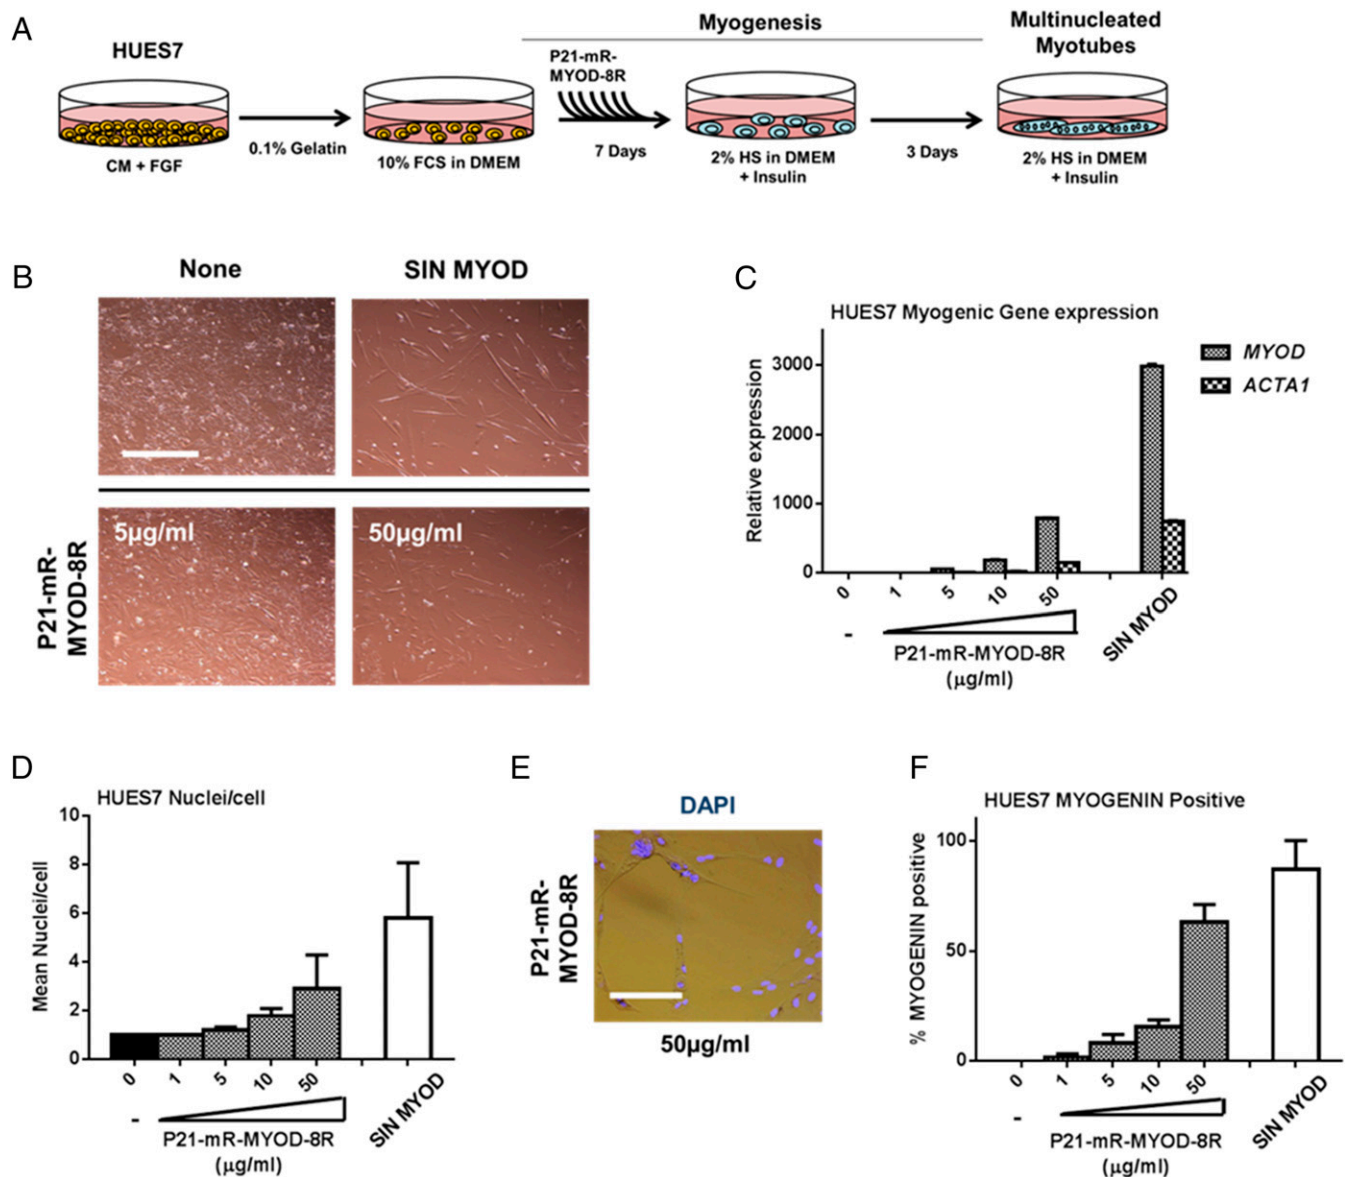 A
HUES7
CM + FGF
0.1% Gelatin
10% FCS in DMEM
Myogenesis
P21-mR-
MYOD-8R
7 Days
2% HS in DMEM
+ Insulin
3 Days
Multinucleated
Myotubes
2% HS in DMEM
+ Insulin
B
None
SIN MYOD
P21-mR-
MYOD-8R
5µg/ml
50µg/ml
C
HUES7 Myogenic Gene expression
MYOD
ACTA1
Relative expression
3000
2000
1000
0
0 1 5 10 50 SIN MYOD
-
P21-mR-MYOD-8R
(µg/ml)
D
HUES7 Nuclei/cell
Mean Nuclei/cell
10
8
6
4
2
0
0 1 5 10 50 SIN MYOD
-
P21-mR-MYOD-8R
(µg/ml)
E
DAPI
P21-mR-
MYOD-8R
50µg/ml
F
HUES7 MYOGENIN Positive
% MYOGENIN positive
100
50
0
0 1 5 10 50 SIN MYOD
-
P21-mR-MYOD-8R
(µg/ml)